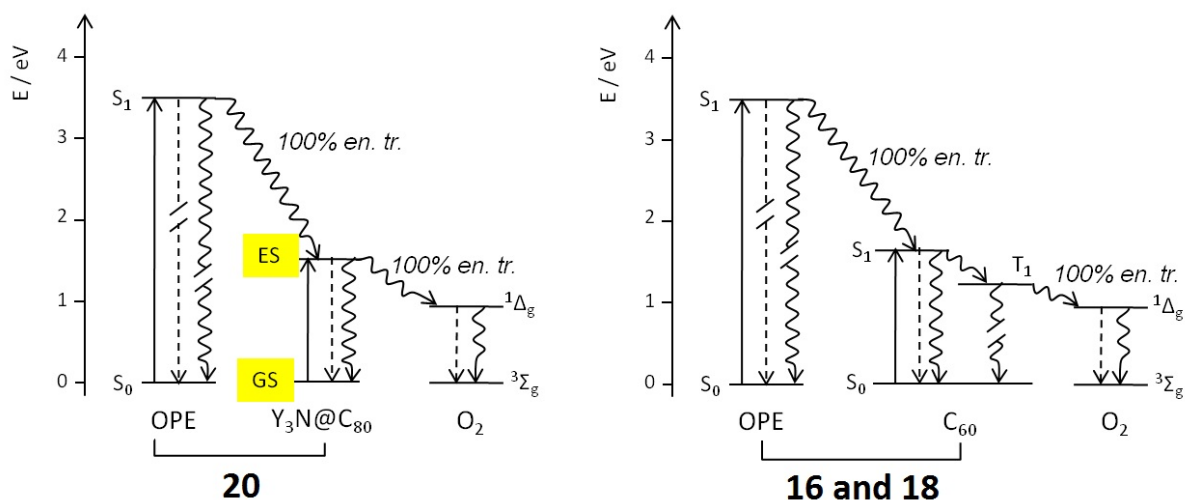 E / eV
4
3
2
1
0
S₁
S₀
100% en. tr.
ES
GS
100% en. tr.
¹Δg
³Σg
OPE
Y₃N@C₈₀
O₂
20
E / eV
4
3
2
1
0
S₁
S₀
100% en. tr.
S₁
T₁
100% en. tr.
S₀
¹Δg
³Σg
OPE
C₆₀
O₂
16 and 18